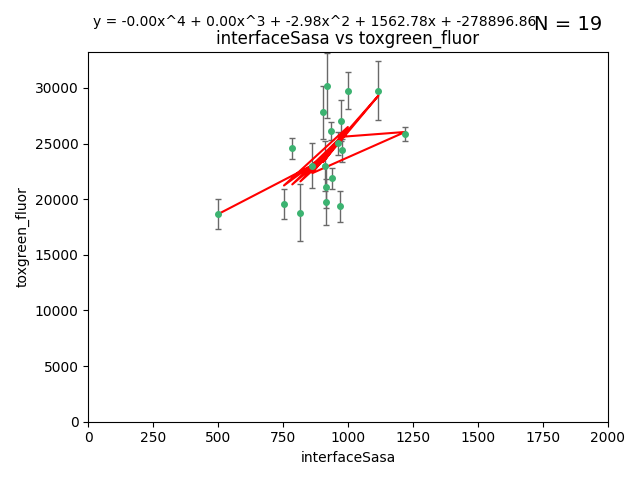 y = -0.00x^4 + 0.00x^3 + -2.98x^2 + 1562.78x + -278896.86
N = 19
interfaceSasa vs toxgreen_fluor
30000
25000
20000
15000
10000
5000
0
toxgreen_fluor
0 250 500 750 1000 1250 1500 1750 2000
interfaceSasa